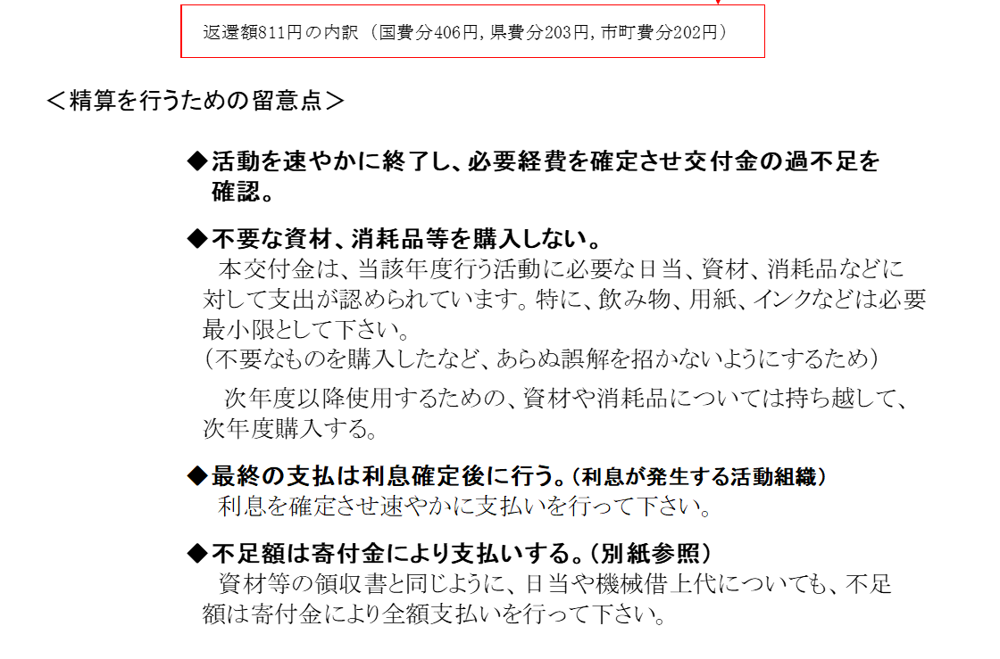 返還額811円の内訳（国費分406円,県費分203円,市町費分202円）
＜精算を行うための留意点＞
◆活動を速やかに終了し、必要経費を確定させ交付金の過不足を
確認。
◆不要な資材、消耗品等を購入しない。
本交付金は、当該年度行う活動に必要な日当、資材、消耗品などに
対して支出が認められています。特に、飲み物、用紙、インクなどは必要
最小限として下さい。
（不要なものを購入したなど、あらぬ誤解を招かないようにするため）
次年度以降使用するための、資材や消耗品については持ち越して、
次年度購入する。
◆最終の支払は利息確定後に行う。（利息が発生する活動組織）
利息を確定させ速やかに支払いを行って下さい。
◆不足額は寄付金により支払いする。（別紙参照）
資材等の領収書と同じように、日当や機械借上代についても、不足
額は寄付金により全額支払いを行って下さい。